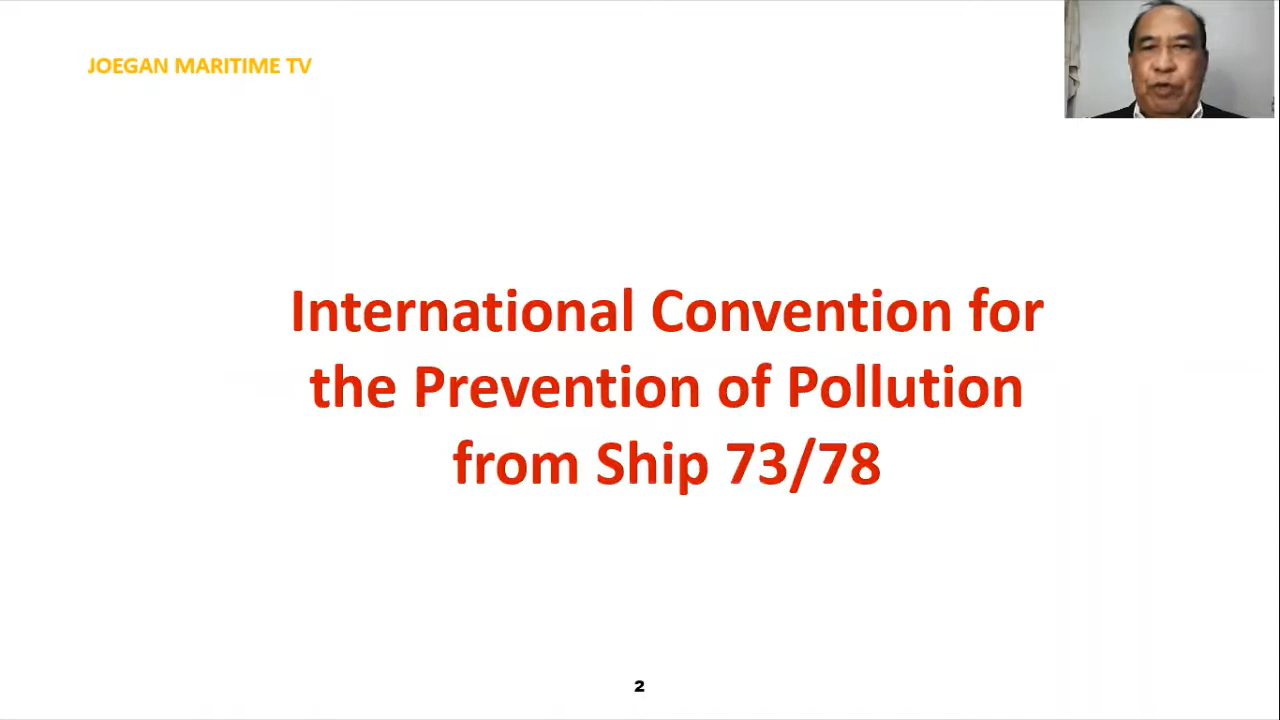 JOEGAN MARITIME TV
International Convention for
the Prevention of Pollution
from Ship 73/78
2